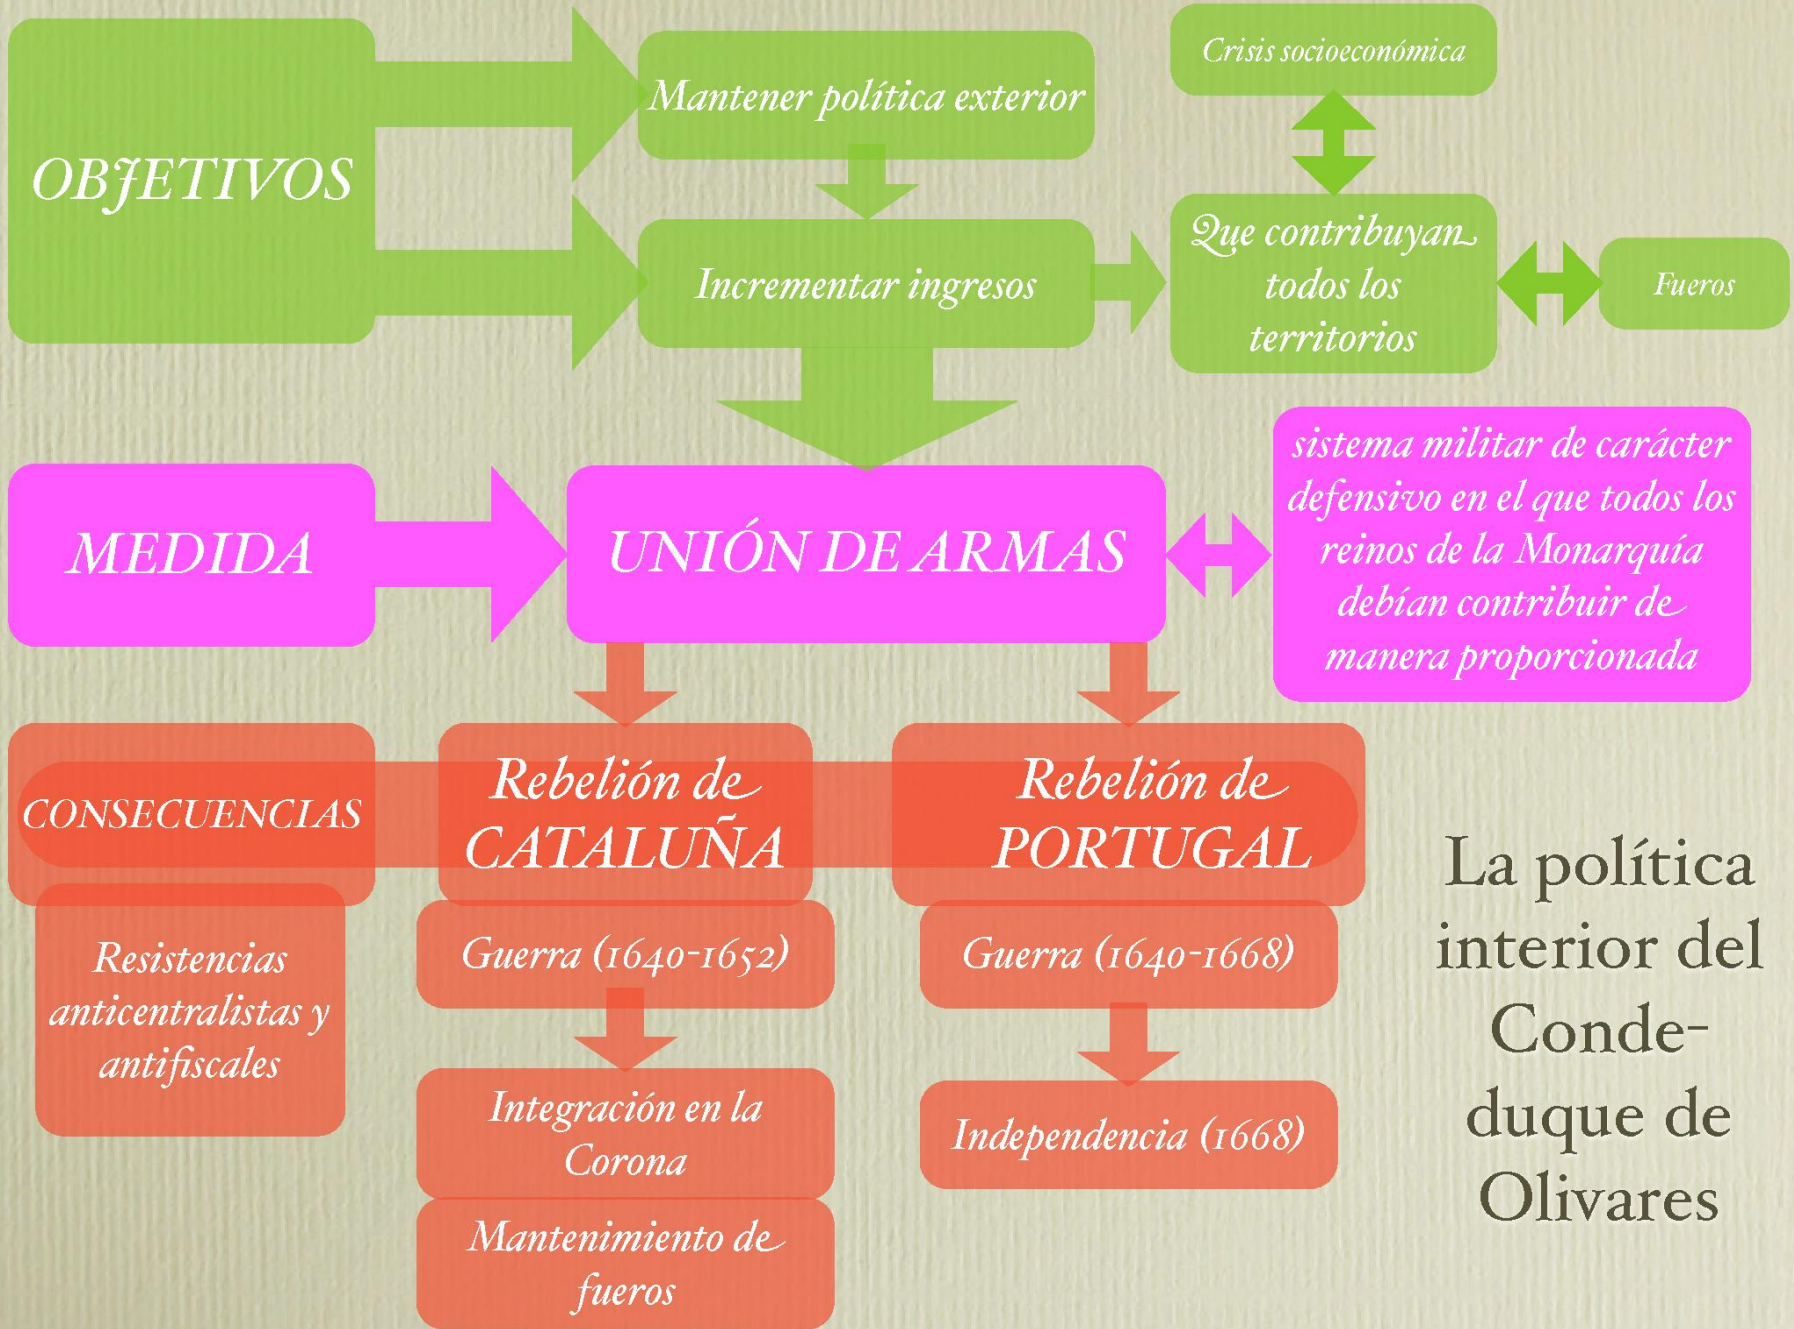 OBJETIVOS
Mantener política exterior
Crisis socioeconómica
Incrementar ingresos
Que contribuyan
todos los
territorios
Fueros
MEDIDA
UNIÓN DE ARMAS
sistema militar de carácter
defensivo en el que todos los
reinos de la Monarquía
debían contribuir de
manera proporcionada
CONSECUENCIAS
Resistencias
anticentralistas y
antifiscales
Rebelión de
CATALUÑA
Guerra (1640-1652)
Integración en la
Corona
Mantenimiento de
fueros
Rebelión de
PORTUGAL
Guerra (1640-1668)
Independencia (1668)
La política
interior del
Conde-
duque de
Olivares